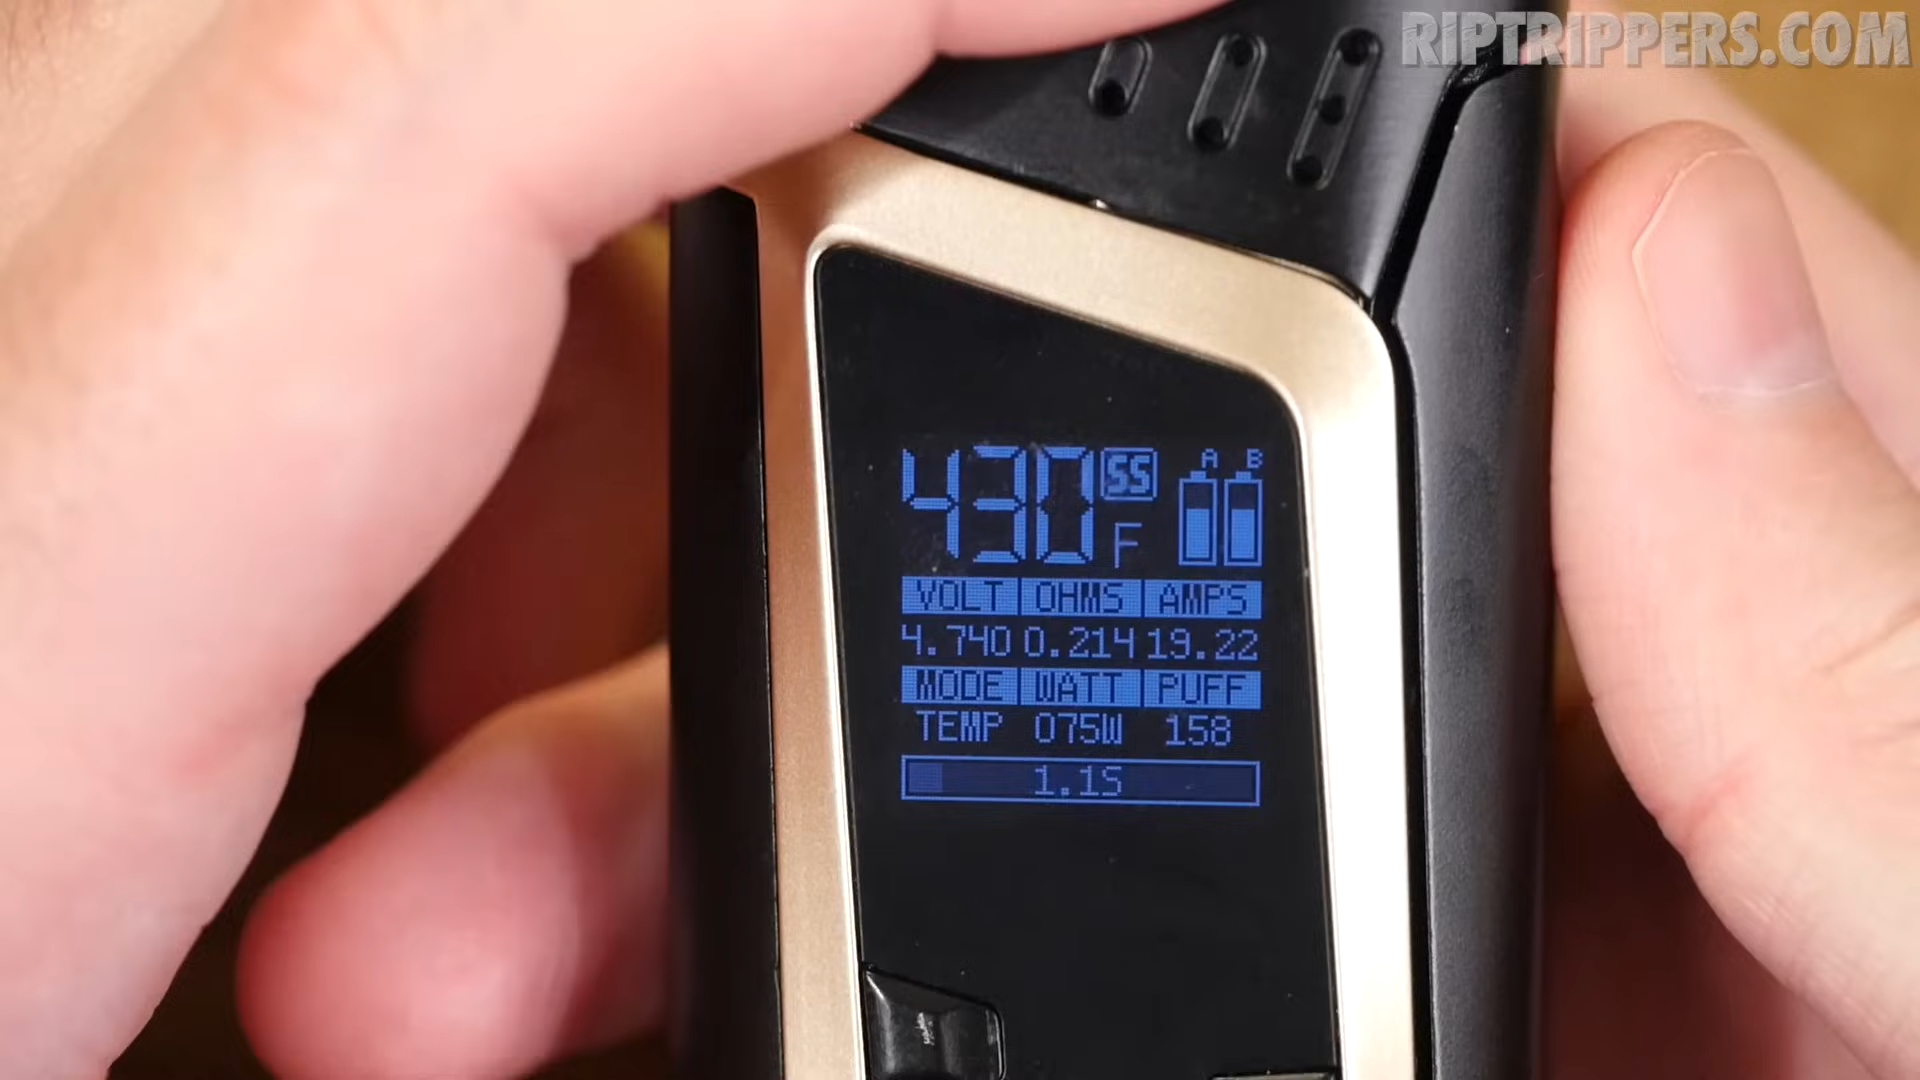 RIPTRIPPERS.COM
430 SS A B
F
VOLT OHMS AMPS
4.740 0.214 19.22
MODE WATT PUFF
TEMP 075W 158
1.1S